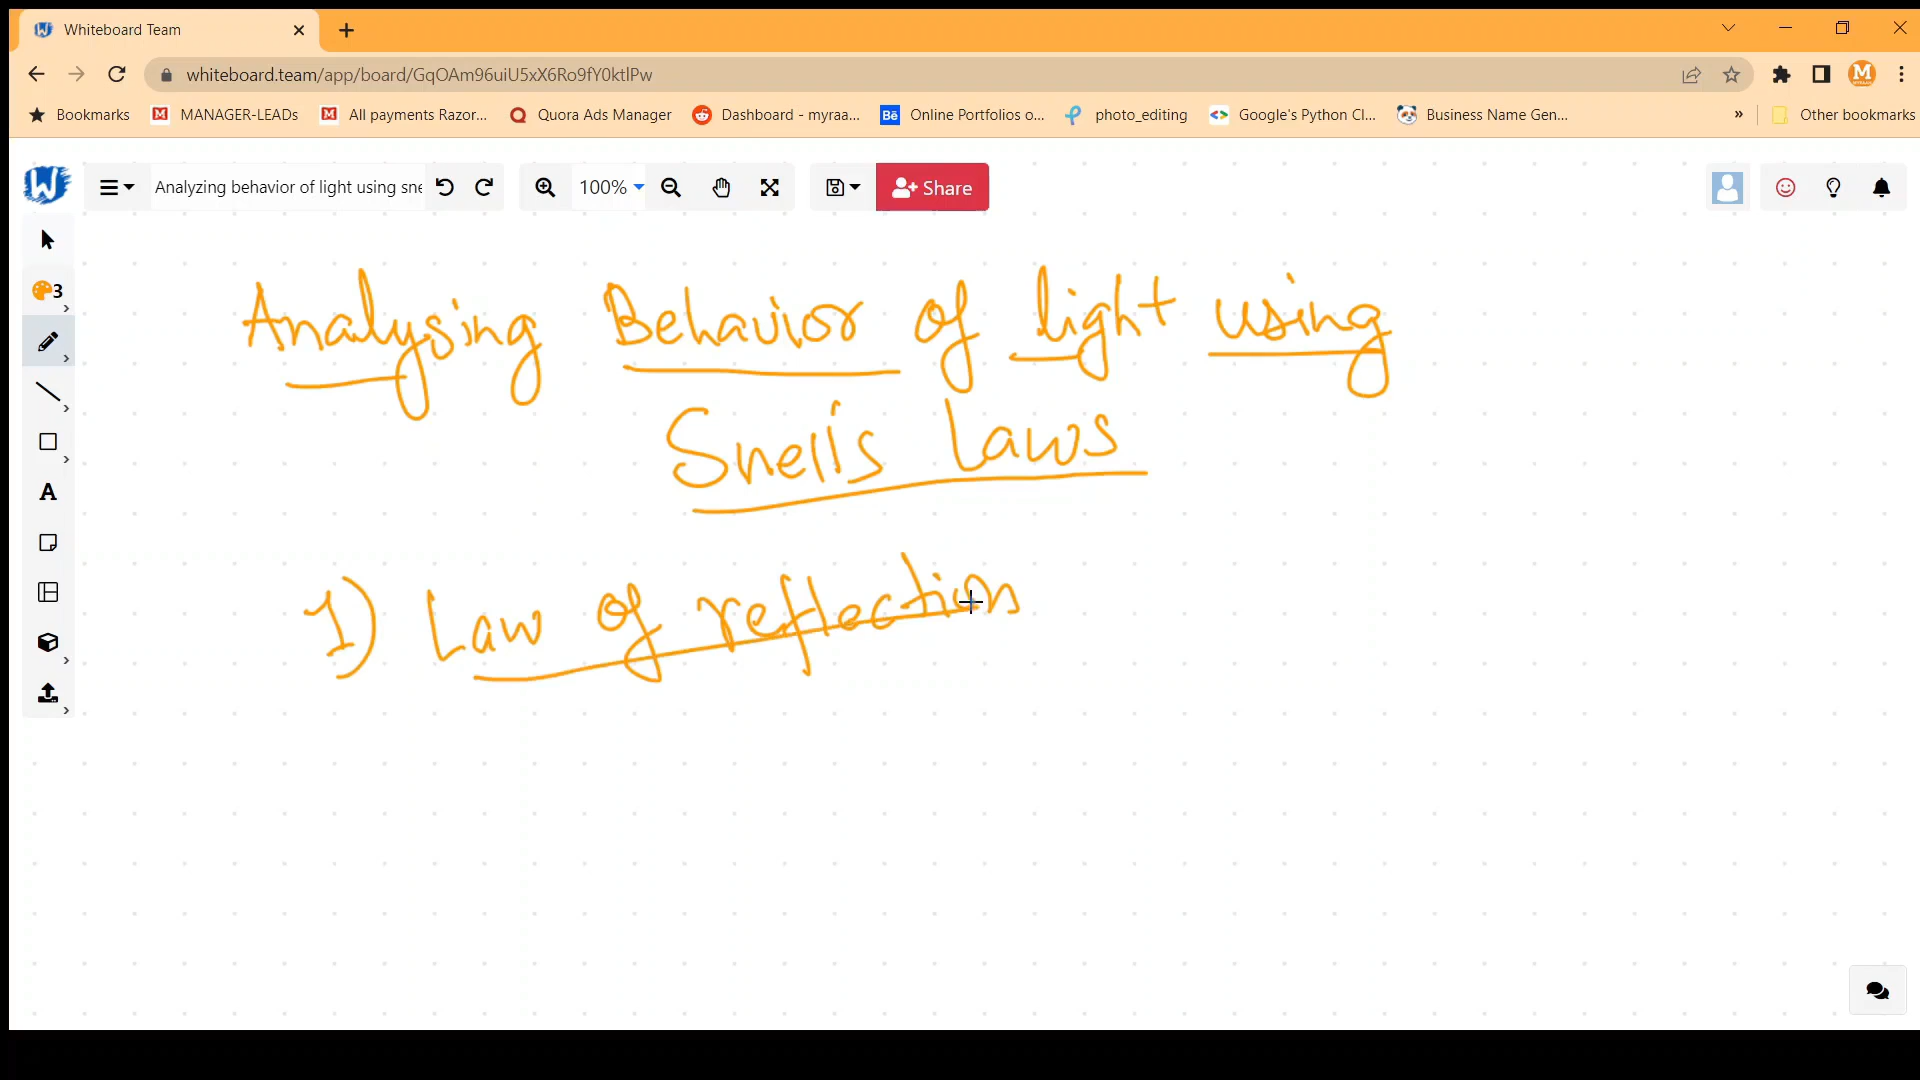 Whiteboard Team
whiteboard.team/app/board/GqOAm96uiU5xX6Ro9fY0ktlPw
Bookmarks MANAGER-LEADs All payments Razor... Quora Ads Manager Dashboard - myraa... Online Portfolios o... photo_editing Google's Python Cl... Business Name Gen... » Other bookmarks
Analyzing behavior of light using sne 100% Share
3
A
Analysing Behavior of light using
Snell's Laws
1) Law of reflection